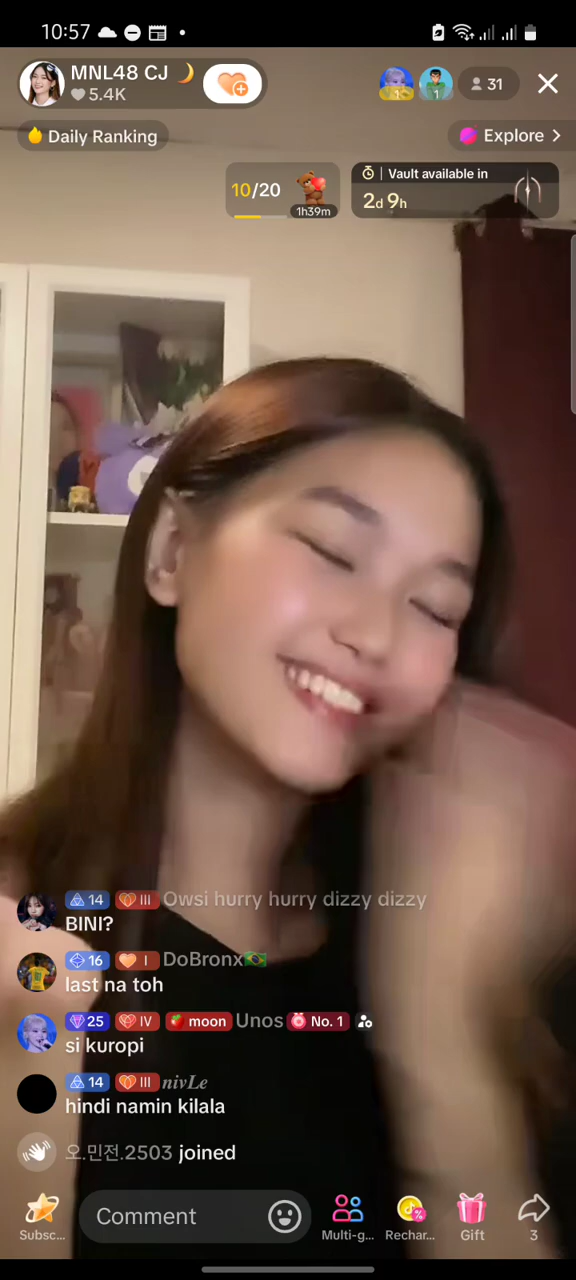 10:57
MNL48 CJ 🌙
5.4K
1
1
31
Daily Ranking
Explore >
10/20
1h39m
Vault available in
2d 9h
14 III Owsi hurry hurry dizzy dizzy
BINI?
16 I DoBronx🇧🇷
last na toh
25 IV moon Unos No. 1
si kuropi
14 III nivLe
hindi namin kilala
오.민전.2503 joined
Subsc...
Comment
Multi-g...
Rechar...
Gift
3